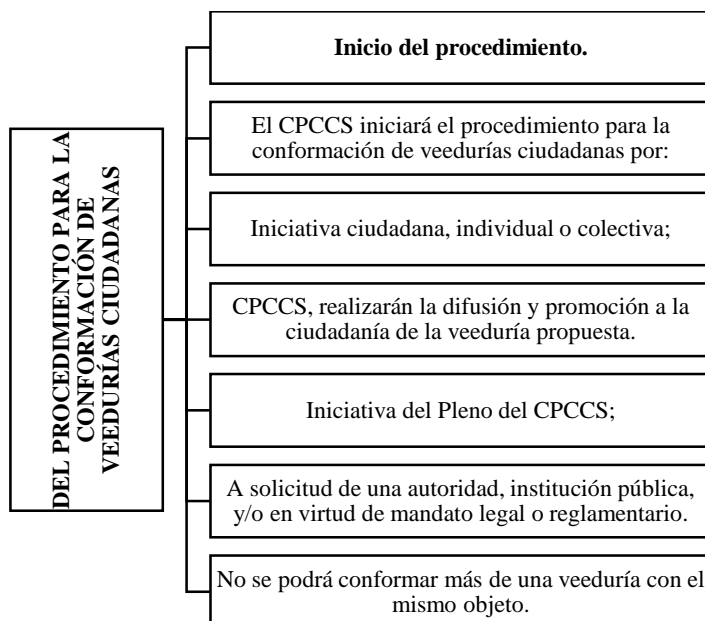 DEL PROCEDIMIENTO PARA LA
CONFORMACIÓN DE
VEEDURÍAS CIUDADANAS
Inicio del procedimiento.
El CPCCS iniciará el procedimiento para la
conformación de veedurías ciudadanas por:
Iniciativa ciudadana, individual o colectiva;
CPCCS, realizarán la difusión y promoción a la
ciudadanía de la veeduría propuesta.
Iniciativa del Pleno del CPCCS;
A solicitud de una autoridad, institución pública,
y/o en virtud de mandato legal o reglamentario.
No se podrá conformar más de una veeduría con el
mismo objeto.